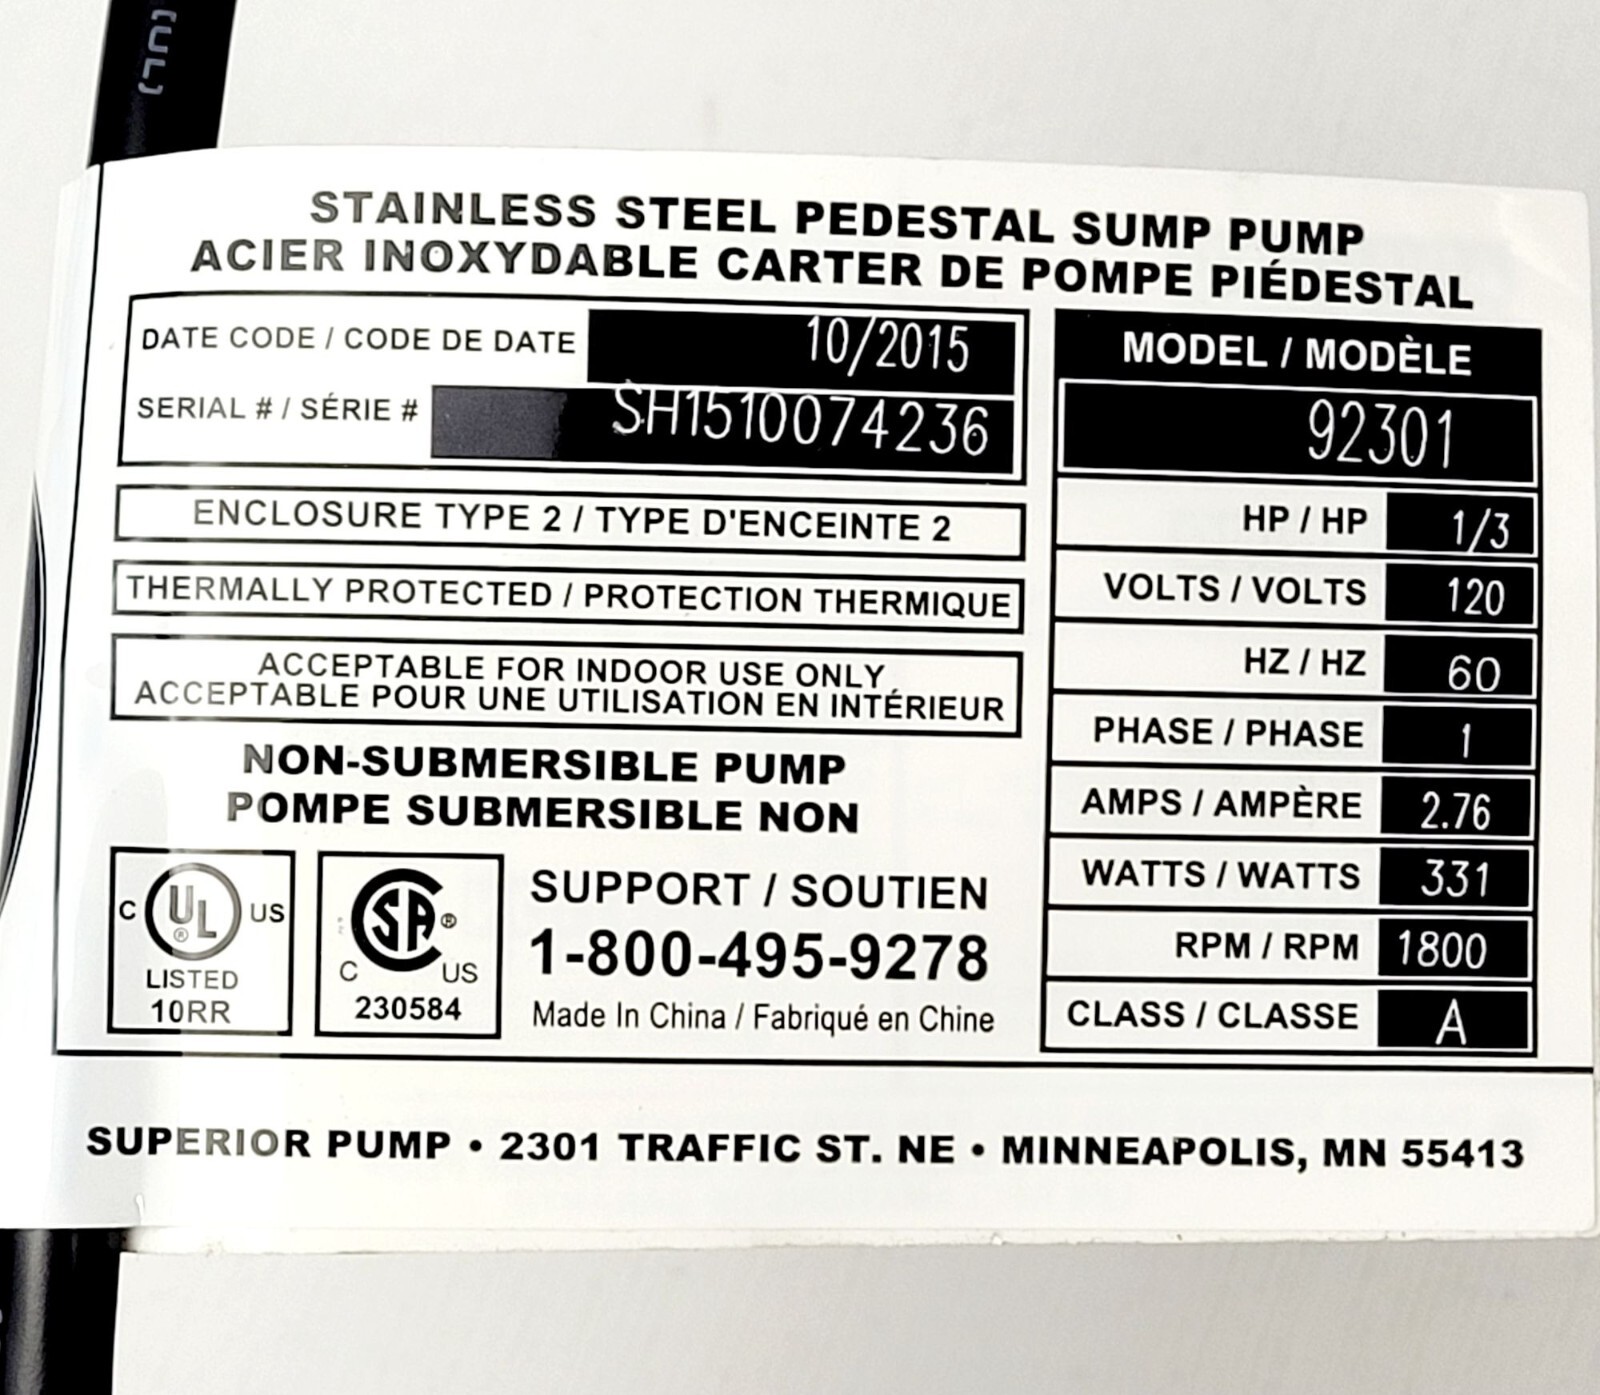 (UL)
STAINLESS STEEL PEDESTAL SUMP PUMP
ACIER INOXYDABLE CARTER DE POMPE PIÉDESTAL
DATE CODE / CODE DE DATE 10/2015
SERIAL # / SÉRIE # SH1510074236
ENCLOSURE TYPE 2 / TYPE D'ENCEINTE 2
THERMALLY PROTECTED / PROTECTION THERMIQUE
ACCEPTABLE FOR INDOOR USE ONLY
ACCEPTABLE POUR UNE UTILISATION EN INTÉRIEUR
NON-SUBMERSIBLE PUMP
POMPE SUBMERSIBLE NON
C UL ® US
LISTED
10RR
SA ®
C US
230584
SUPPORT / SOUTIEN
1-800-495-9278
Made In China / Fabriqué en Chine
MODEL / MODÈLE
92301
HP / HP 1/3
VOLTS / VOLTS 120
HZ / HZ 60
PHASE / PHASE 1
AMPS / AMPÈRE 2.76
WATTS / WATTS 331
RPM / RPM 1800
CLASS / CLASSE A
SUPERIOR PUMP • 2301 TRAFFIC ST. NE • MINNEAPOLIS, MN 55413